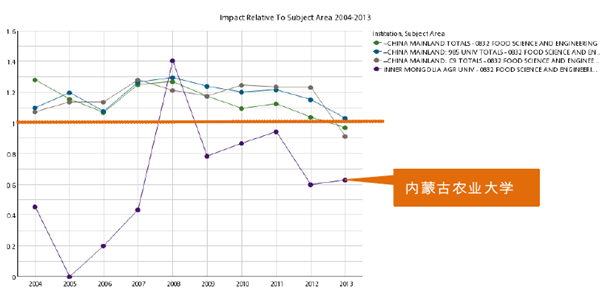 Impact Relative To Subject Area 2004-2013
Institution, Subject Area
--CHINA MAINLAND TOTALS - 0832 FOOD SCIENCE AND ENGINEERING
--CHINA MAINLAND: 985 UNIV TOTALS - 0832 FOOD SCIENCE AND EN...
--CHINA MAINLAND: C9 TOTALS - 0832 FOOD SCIENCE AND ENGINEE...
INNER MONGOLIA AGR UNIV - 0832 FOOD SCIENCE AND ENGINEERI...
1.6
1.4
1.2
1
0.8
0.6
0.4
0.2
0
内蒙古农业大学
2004 2005 2006 2007 2008 2009 2010 2011 2012 2013